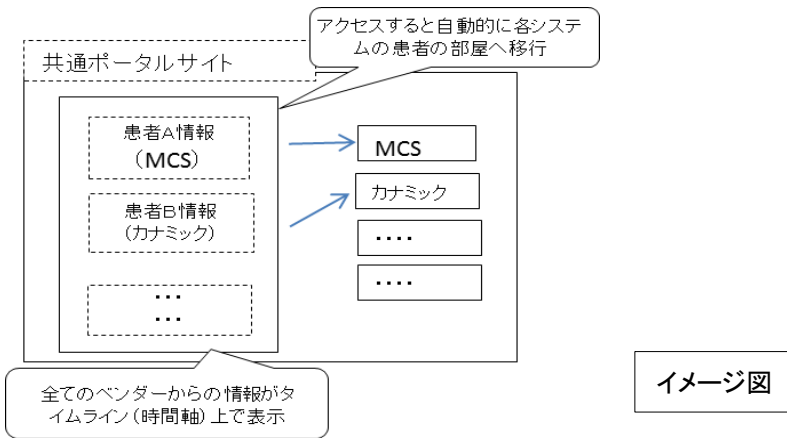 アクセスすると自動的に各システ
ムの患者の部屋へ移行
共通ポータルサイト
患者A情報
(MCS)
患者B情報
(カナミック)
・・・
・・・
MCS
カナミック
・・・・
・・・・
全てのベンダーからの情報がタ
イムライン(時間軸)上で表示
イメージ図